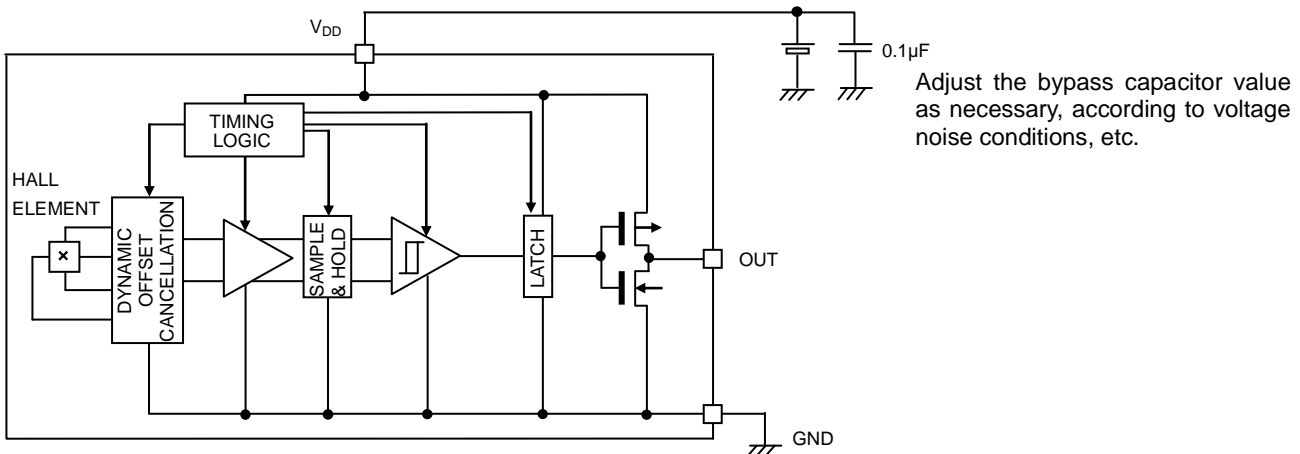 V_DD
0.1µF
Adjust the bypass capacitor value
as necessary, according to voltage
noise conditions, etc.
TIMING
LOGIC
HALL
ELEMENT
DYNAMIC
OFFSET
CANCELLATION
×
SAMPLE
& HOLD
LATCH
OUT
GND